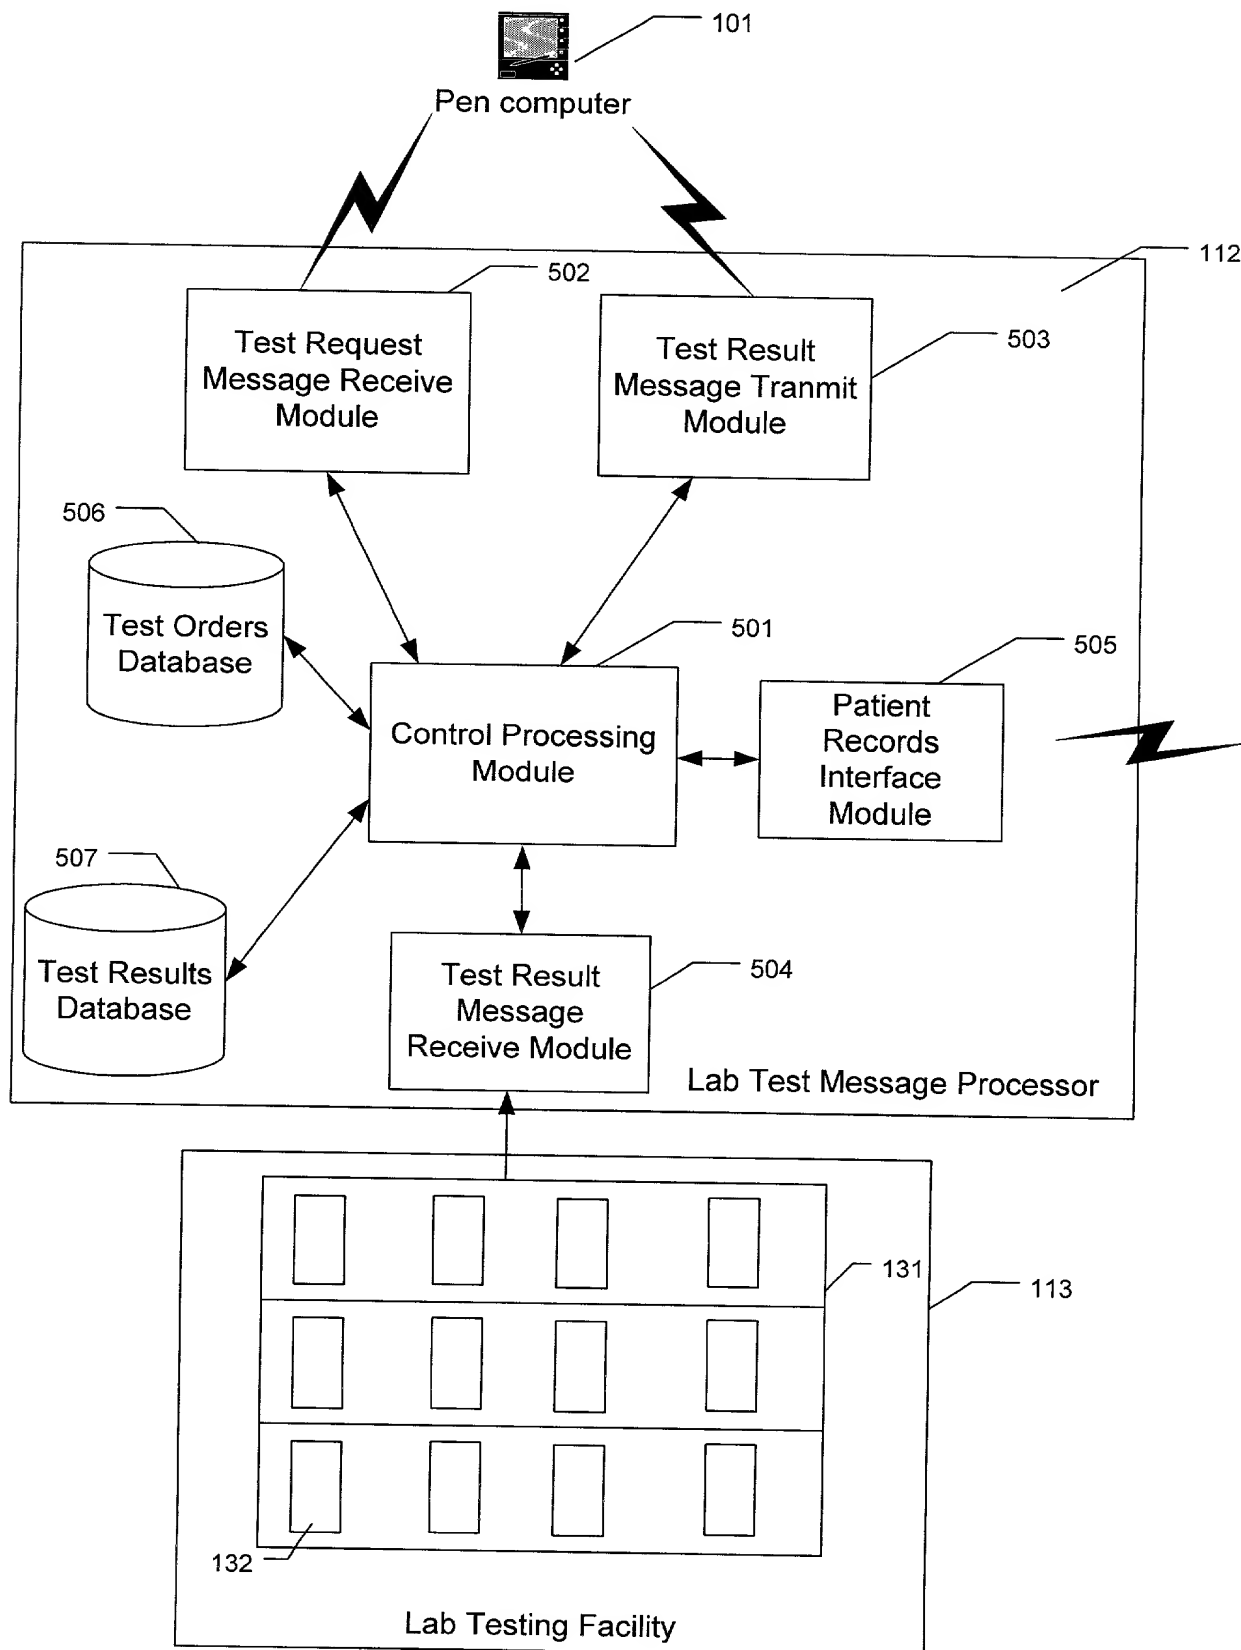 101
Pen computer
112
502
Test Request
Message Receive
Module
503
Test Result
Message Tranmit
Module
506
Test Orders
Database
501
Control Processing
Module
505
Patient
Records
Interface
Module
507
Test Results
Database
504
Test Result
Message
Receive Module
Lab Test Message Processor
131
113
132
Lab Testing Facility